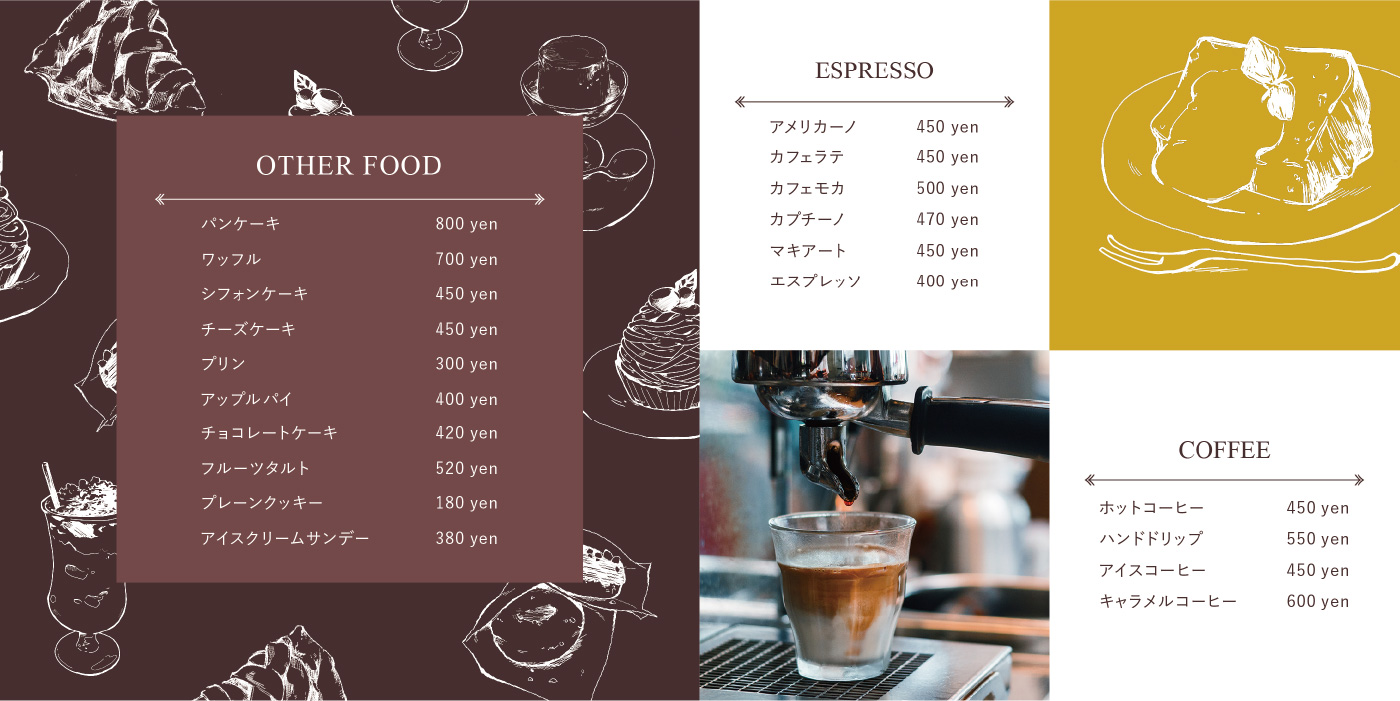 OTHER FOOD
パンケーキ 800 yen
ワッフル 700 yen
シフォンケーキ 450 yen
チーズケーキ 450 yen
プリン 300 yen
アップルパイ 400 yen
チョコレートケーキ 420 yen
フルーツタルト 520 yen
プレーンクッキー 180 yen
アイスクリームサンデー 380 yen
ESPRESSO
アメリカーノ 450 yen
カフェラテ 450 yen
カフェモカ 500 yen
カプチーノ 470 yen
マキアート 450 yen
エスプレッソ 400 yen
COFFEE
ホットコーヒー 450 yen
ハンドドリップ 550 yen
アイスコーヒー 450 yen
キャラメルコーヒー 600 yen